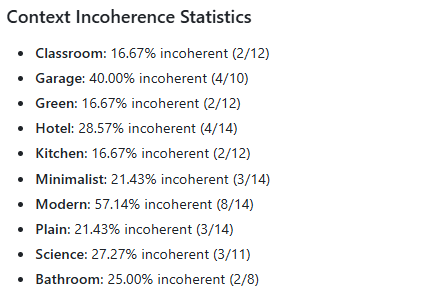 Context Incoherence Statistics
• Classroom: 16.67% incoherent (2/12)
• Garage: 40.00% incoherent (4/10)
• Green: 16.67% incoherent (2/12)
• Hotel: 28.57% incoherent (4/14)
• Kitchen: 16.67% incoherent (2/12)
• Minimalist: 21.43% incoherent (3/14)
• Modern: 57.14% incoherent (8/14)
• Plain: 21.43% incoherent (3/14)
• Science: 27.27% incoherent (3/11)
• Bathroom: 25.00% incoherent (2/8)